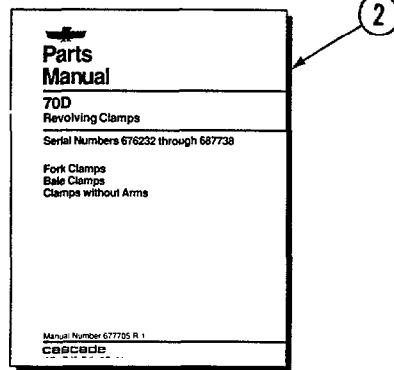 2
Parts
Manual
70D
Revolving Clamps
Serial Numbers 676232 through 687738
Fork Clamps
Bale Clamps
Clamps without Arms
Manual Number 677705 R 1
cascade